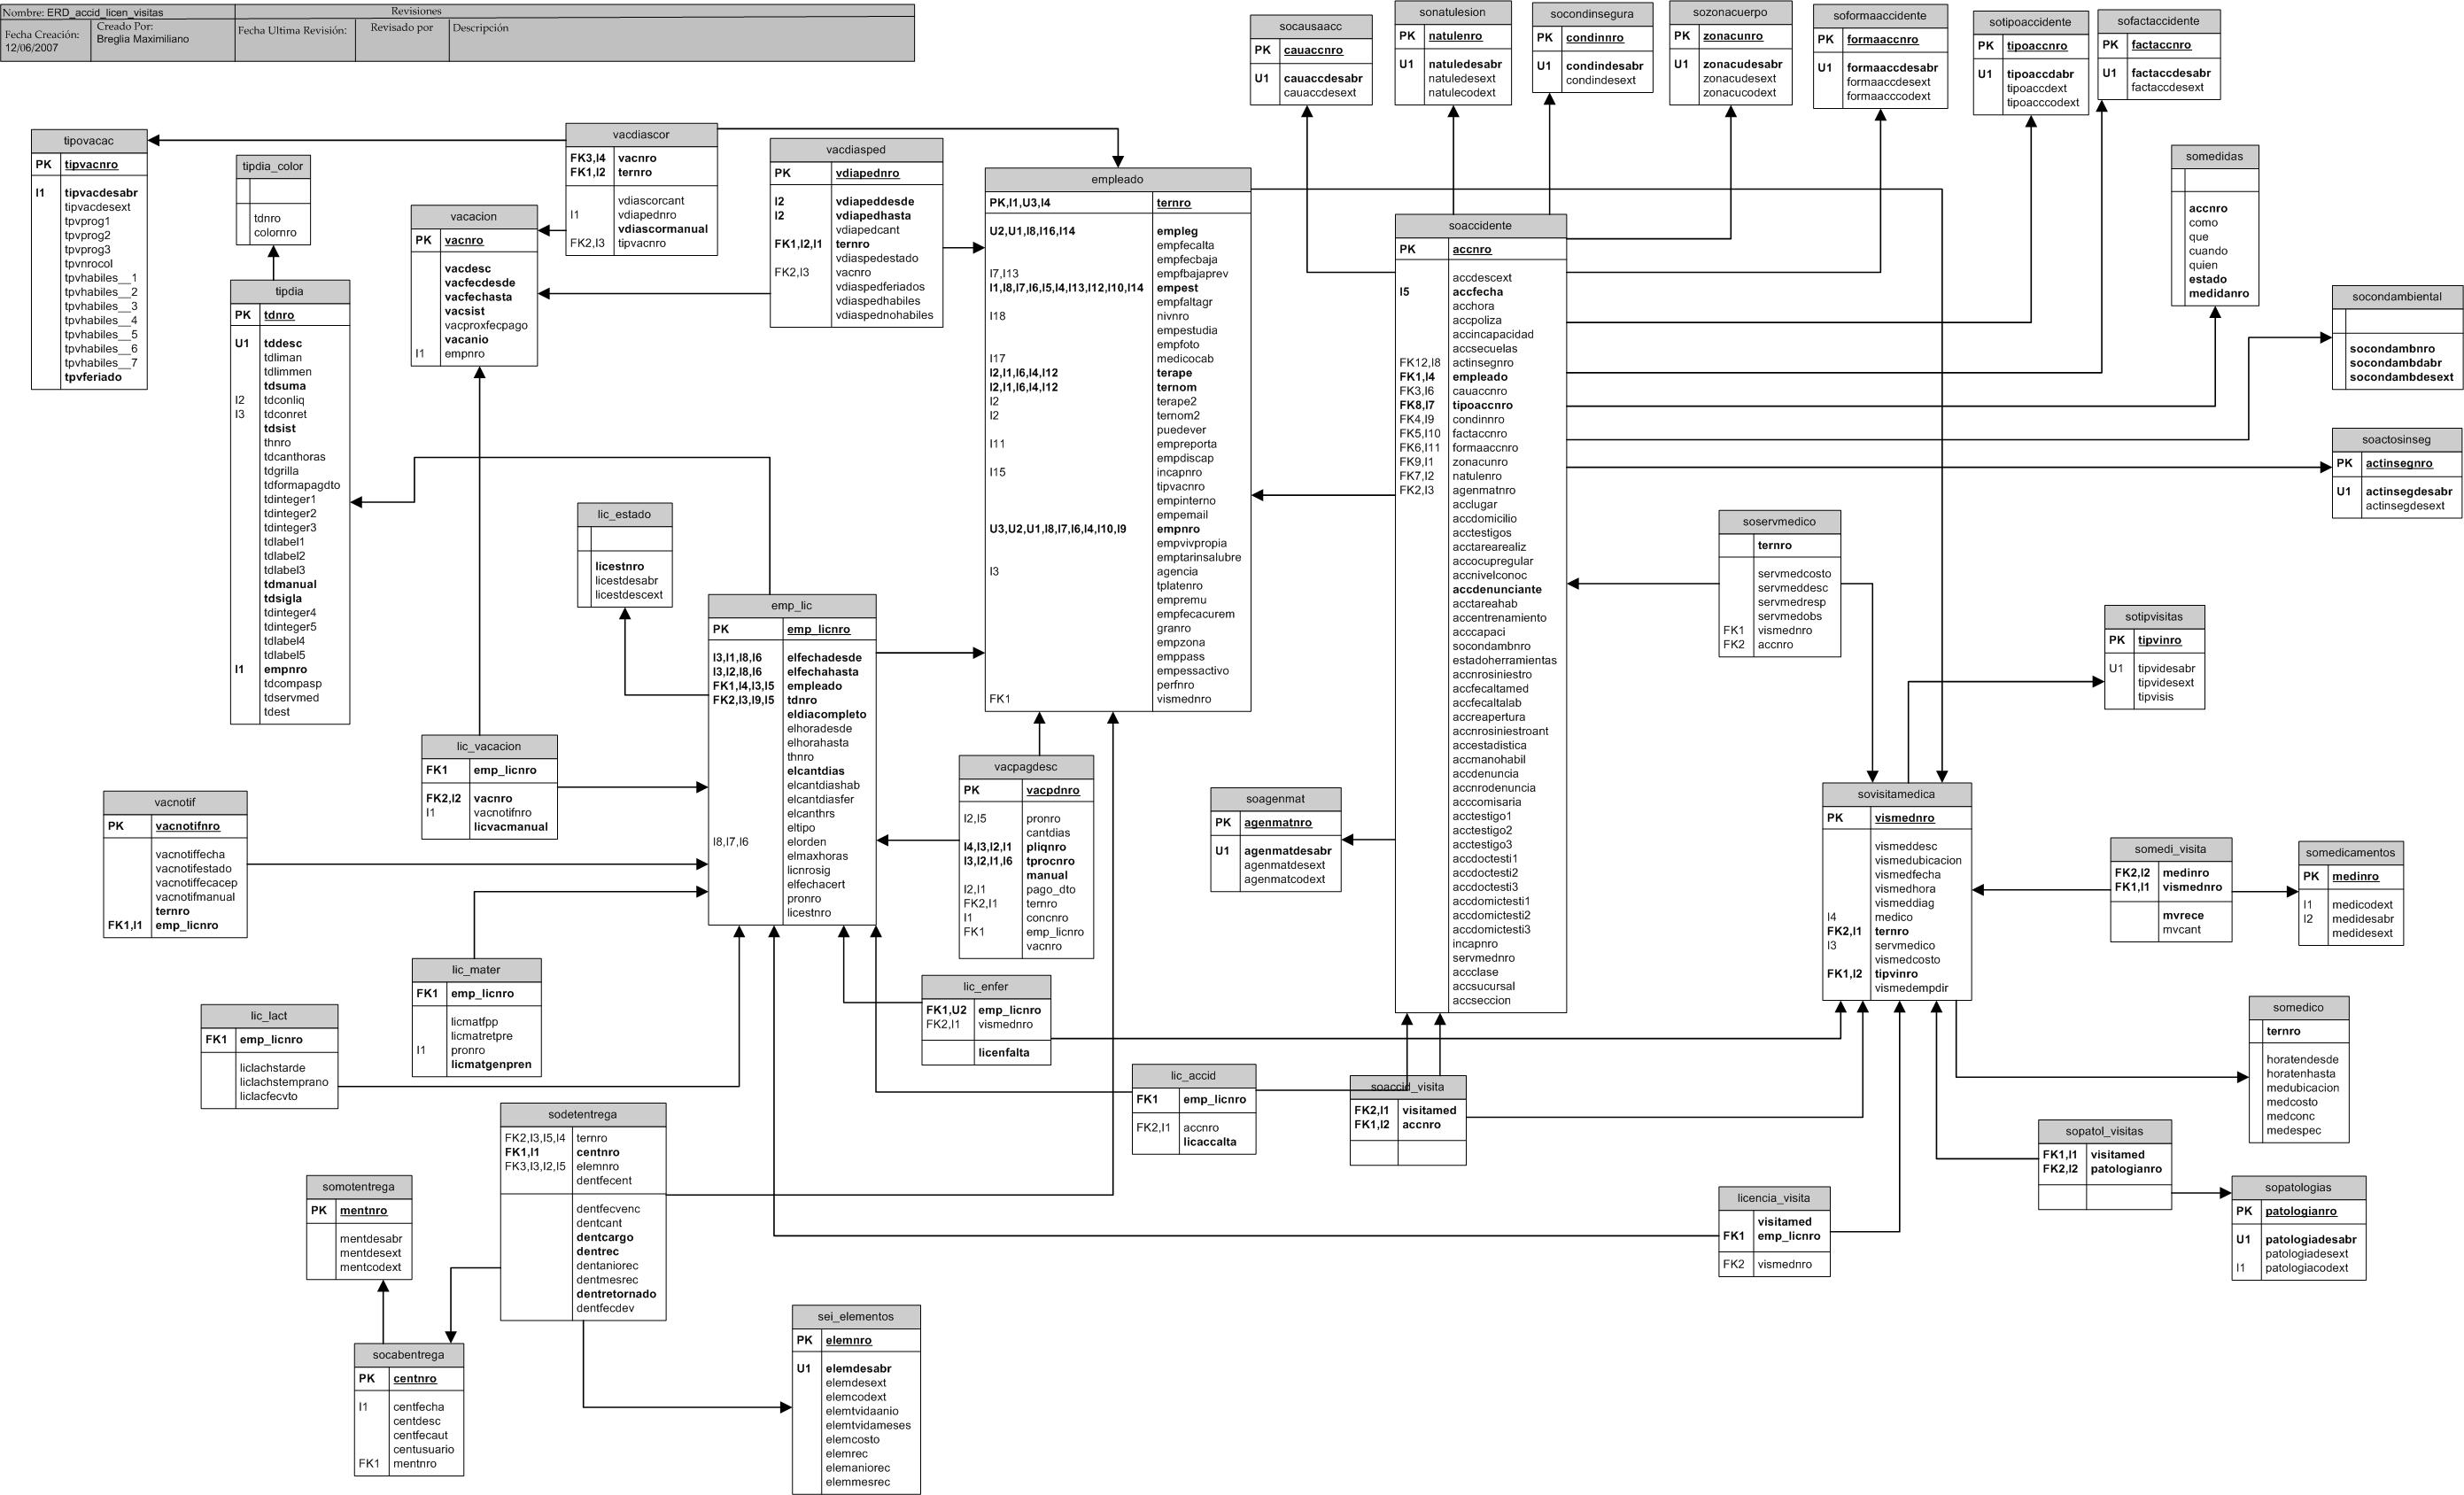 Nombre: ERD_accid_licen_visitas
Revisiones
Fecha Creación:
12/06/2007
Creado Por:
Breglia Maximiliano
Fecha Ultima Revisión:
Revisado por
Descripción
tipovacac
PK tipvacnro
I1 tipvacdesabr
tipvacdesext
tpvprog1
tpvprog2
tpvprog3
tpvnrocol
tpvhabiles__1
tpvhabiles__2
tpvhabiles__3
tpvhabiles__4
tpvhabiles__5
tpvhabiles__6
tpvhabiles__7
tpvferiado
tipdia_color
tdnro
colornro
tipdia
PK tdnro
U1 tddesc
tdliman
tdlimmen
tdsuma
I2 tdconliq
I3 tdconret
tdsist
thnro
tdcanthoras
tdgrilla
tdformapagdto
tdinteger1
tdinteger2
tdinteger3
tdlabel1
tdlabel2
tdlabel3
tdmanual
tdsigla
tdinteger4
tdinteger5
tdlabel4
tdlabel5
I1 empnro
tdcompasp
tdservmed
tdest
vacacion
PK vacnro
vacdesc
vacfecdesde
vacfechasta
vacsist
vacproxfecpago
vacanio
I1 empnro
vacdiascor
FK3,I4 vacnro
FK1,I2 ternro
vdiascorcant
I1 vdiapednro
vdiascormanual
FK2,I3 tipvacnro
vacdiasped
PK vdiapednro
I2 vdiapeddesde
I2 vdiapedhasta
vdiapedcant
FK1,I2,I1 ternro
vdiaspedestado
FK2,I3 vacnro
vdiaspedferiados
vdiaspedhabiles
vdiaspednohabiles
empleado
PK,I1,U3,I4 ternro
U2,U1,I8,I16,I14 empleg
empfecalta
empfecbaja
I7,I13 empfbajaprev
I1,I8,I7,I6,I5,I4,I13,I12,I10,I14 empest
empfaltagr
I18 nivnro
empestudia
empfoto
I17 medicocab
I2,I1,I6,I4,I12 terape
I2,I1,I6,I4,I12 ternom
I2 terape2
I2 ternom2
puedever
I11 empreporta
empdiscap
I15 incapnro
tipvacnro
empinterno
empemail
U3,U2,U1,I8,I7,I6,I4,I10,I9 empnro
empvivpropia
emptarinsalubre
I3 agencia
tplatenro
empremu
empfecacurem
granro
empzona
emppass
empessactivo
perfnro
FK1 vismednro
socausaacc
PK cauaccnro
U1 cauaccdesabr
cauaccdesext
sonatulesion
PK natulenro
U1 natuledesabr
natuledesext
natulecodext
socondinsegura
PK condinnro
U1 condindesabr
condindesext
sozonacuerpo
PK zonacunro
U1 zonacudesabr
zonacudesext
zonacucodext
soformaaccidente
PK formaaccnro
U1 formaaccdesabr
formaaccdesext
formaacccodext
sotipoaccidente
PK tipoaccnro
U1 tipoaccdabr
tipoaccdext
tipoacccodext
sofactaccidente
PK factaccnro
U1 factaccdesabr
factaccdesext
somedidas
accnro
como
que
cuando
quien
estado
medidanro
socondambiental
socondambnro
socondambdabr
socondambdesext
soactosinseg
PK actinsegnro
U1 actinsegdesabr
actinsegdesext
soaccidente
PK accnro
accdescext
I5 accfecha
acchora
accpoliza
accincapacidad
accsecuelas
FK12,I8 actinsegnro
FK1,I4 empleado
FK3,I6 cauaccnro
FK8,I7 tipoaccnro
FK4,I9 condinnro
FK5,I10 factaccnro
FK6,I11 formaaccnro
FK9,I1 zonacunro
FK7,I2 natulenro
FK2,I3 agenmatnro
acclugar
accdomicilio
acctestigos
acctarearealiz
accocupregular
accnivelconoc
accdenunciante
acctareahab
accentrenamiento
acccapaci
socondambnro
estadoherramientas
accnrosiniestro
accfecaltamed
accfecaltalab
accreapertura
accnrosiniestroant
accestadistica
accmanohabil
accdenuncia
accnrodenuncia
acccomisaria
acctestigo1
acctestigo2
acctestigo3
accdoctesti1
accdoctesti2
accdoctesti3
accdomictesti1
accdomictesti2
accdomictesti3
incapnro
servmednro
accclase
accsucursal
accseccion
soservmedico
ternro
servmedcosto
servmeddesc
servmedresp
servmedobs
FK1 vismednro
FK2 accnro
sotipvisitas
PK tipvinro
U1 tipvidesabr
tipvidesext
tipvisis
lic_estado
licestnro
licestdesabr
licestdescext
emp_lic
PK emp_licnro
I3,I1,I8,I6 elfechadesde
I3,I2,I8,I6 elfechahasta
FK1,I4,I3,I5 empleado
FK2,I3,I9,I5 tdnro
eldiacompleto
elhoradesde
elhorahasta
thnro
elcantdias
elcantdiashab
elcantdiasfer
elcanthrs
eltipo
I8,I7,I6 elorden
elmaxhoras
licnrosig
elfechacert
pronro
licestnro
lic_vacacion
FK1 emp_licnro
FK2,I2 vacnro
I1 vacnotifnro
licvacmanual
vacnotif
PK vacnotifnro
vacnotiffecha
vacnotifestado
vacnotiffecacep
vacnotifmanual
ternro
FK1,I1 emp_licnro
vacpagdesc
PK vacpdnro
I2,I5 pronro
cantdias
I4,I3,I2,I1 pliqnro
I3,I2,I1,I6 tprocnro
manual
I2,I1 pago_dto
FK2,I1 ternro
I1 concnro
FK1 emp_licnro
vacnro
soagenmat
PK agenmatnro
U1 agenmatdesabr
agenmatdesext
agenmatcodext
sovisitamedica
PK vismednro
vismeddesc
vismedubicacion
vismedfecha
vismedhora
vismeddiag
I4 medico
FK2,I1 ternro
I3 servmedico
vismedcosto
FK1,I2 tipvinro
vismedempdir
somedi_visita
FK2,I2 medinro
FK1,I1 vismednro
mvrece
mvcant
somedicamentos
PK medinro
I1 medicodext
I2 medidesabr
medidesext
lic_mater
FK1 emp_licnro
licmatfpp
licmatretpre
I1 pronro
licmatgenpren
lic_lact
FK1 emp_licnro
liclachstarde
liclachstemprano
liclacfecvto
lic_enfer
FK1,U2 emp_licnro
FK2,I1 vismednro
licenfalta
lic_accid
FK1 emp_licnro
FK2,I1 accnro
licaccalta
soaccid_visita
FK2,I1 visitamed
FK1,I2 accnro
somedico
ternro
horatendesde
horatenhasta
medubicacion
medcosto
medconc
medespec
sopatol_visitas
FK1,I1 visitamed
FK2,I2 patologianro
sopatologias
PK patologianro
U1 patologiadesabr
patologiadesext
I1 patologiacodext
licencia_visita
visitamed
FK1 emp_licnro
FK2 vismednro
sodetentrega
FK2,I3,I5,I4 ternro
FK1,I1 centnro
FK3,I3,I2,I5 elemnro
dentfecent
dentfecvenc
dentcant
dentcargo
dentrec
dentaniorec
dentmesrec
dentretornado
dentfecdev
somotentrega
PK mentnro
mentdesabr
mentdesext
mentcodext
socabentrega
PK centnro
I1 centfecha
centdesc
centfecaut
centusuario
FK1 mentnro
sei_elementos
PK elemnro
U1 elemdesabr
elemdesext
elemcodext
elemtvidaanio
elemtvidameses
elemcosto
elemrec
elemaniorec
elemmesrec